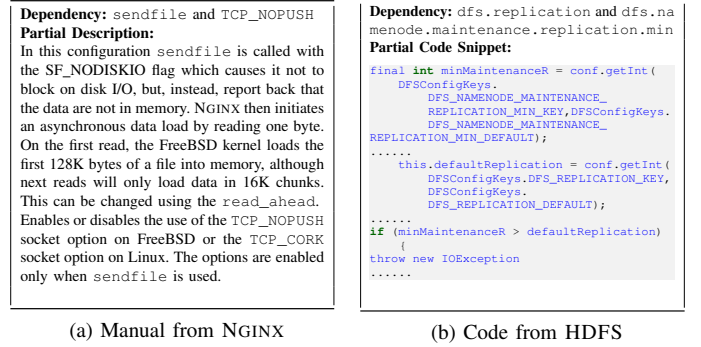 Dependency: sendfile and TCP_NOPUSH
Partial Description:
In this configuration sendfile is called with
the SF_NODISKIO flag which causes it not to
block on disk I/O, but, instead, report back that
the data are not in memory. NGINX then initiates
an asynchronous data load by reading one byte.
On the first read, the FreeBSD kernel loads the
first 128K bytes of a file into memory, although
next reads will only load data in 16K chunks.
This can be changed using the read_ahead.
Enables or disables the use of the TCP_NOPUSH
socket option on FreeBSD or the TCP_CORK
socket option on Linux. The options are enabled
only when sendfile is used.
(a) Manual from NGINX
Dependency: dfs.replication and dfs.na
menode.maintenance.replication.min
Partial Code Snippet:
final int minMaintenanceR = conf.getInt(
DFSConfigKeys.
DFS_NAMENODE_MAINTENANCE_
REPLICATION_MIN_KEY,DFSConfigKeys.
DFS_NAMENODE_MAINTENANCE_
REPLICATION_MIN_DEFAULT);
......
this.defaultReplication = conf.getInt(
DFSConfigKeys.DFS_REPLICATION_KEY,
DFSConfigKeys.
DFS_REPLICATION_DEFAULT);
......
if (minMaintenanceR > defaultReplication)
{
throw new IOException
......
(b) Code from HDFS